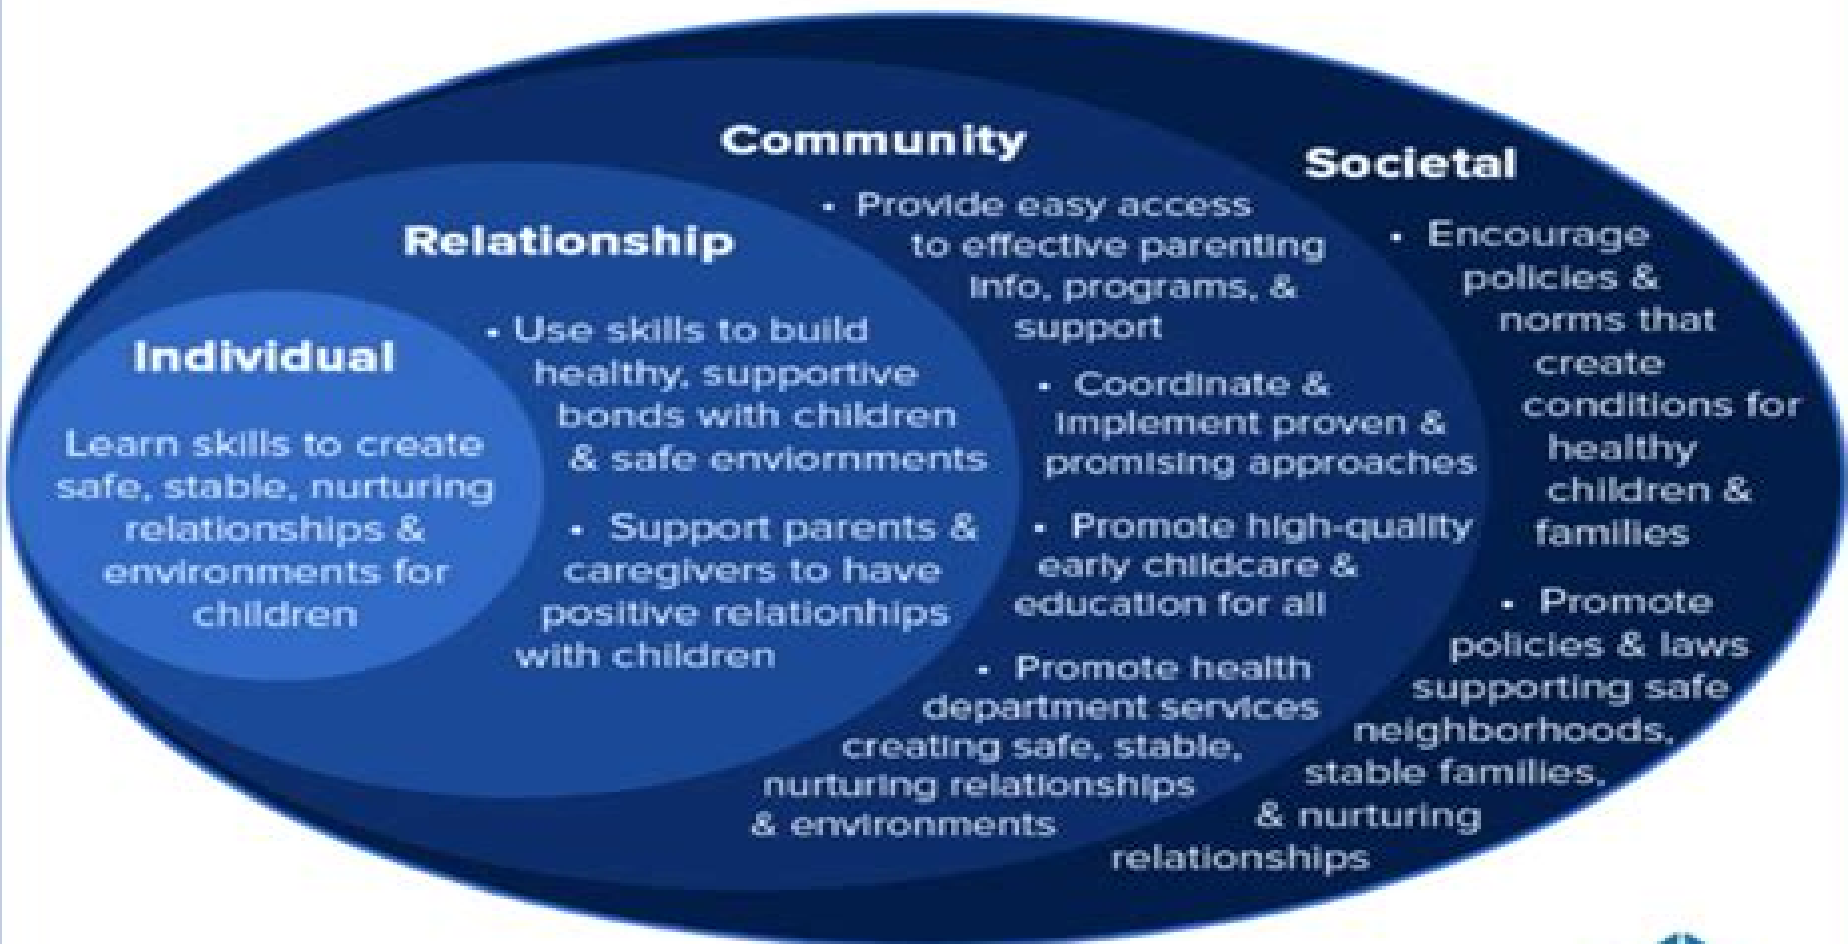 Individual
Learn skills to create
safe, stable, nurturing
relationships &
environments for
children
Relationship
• Use skills to build
healthy, supportive
bonds with children
& safe enviornments
• Support parents &
caregivers to have
positive relationhips
with children
Community
• Provide easy access
to effective parenting
info, programs, &
support
• Coordinate &
implement proven &
promising approaches
• Promote high-quality
early childcare &
education for all
• Promote health
department services
creating safe, stable,
nurturing relationships
& environments
Societal
• Encourage
policies &
norms that
create
conditions for
healthy
children &
families
• Promote
policies & laws
supporting safe
neighborhoods,
stable families,
& nurturing
relationships